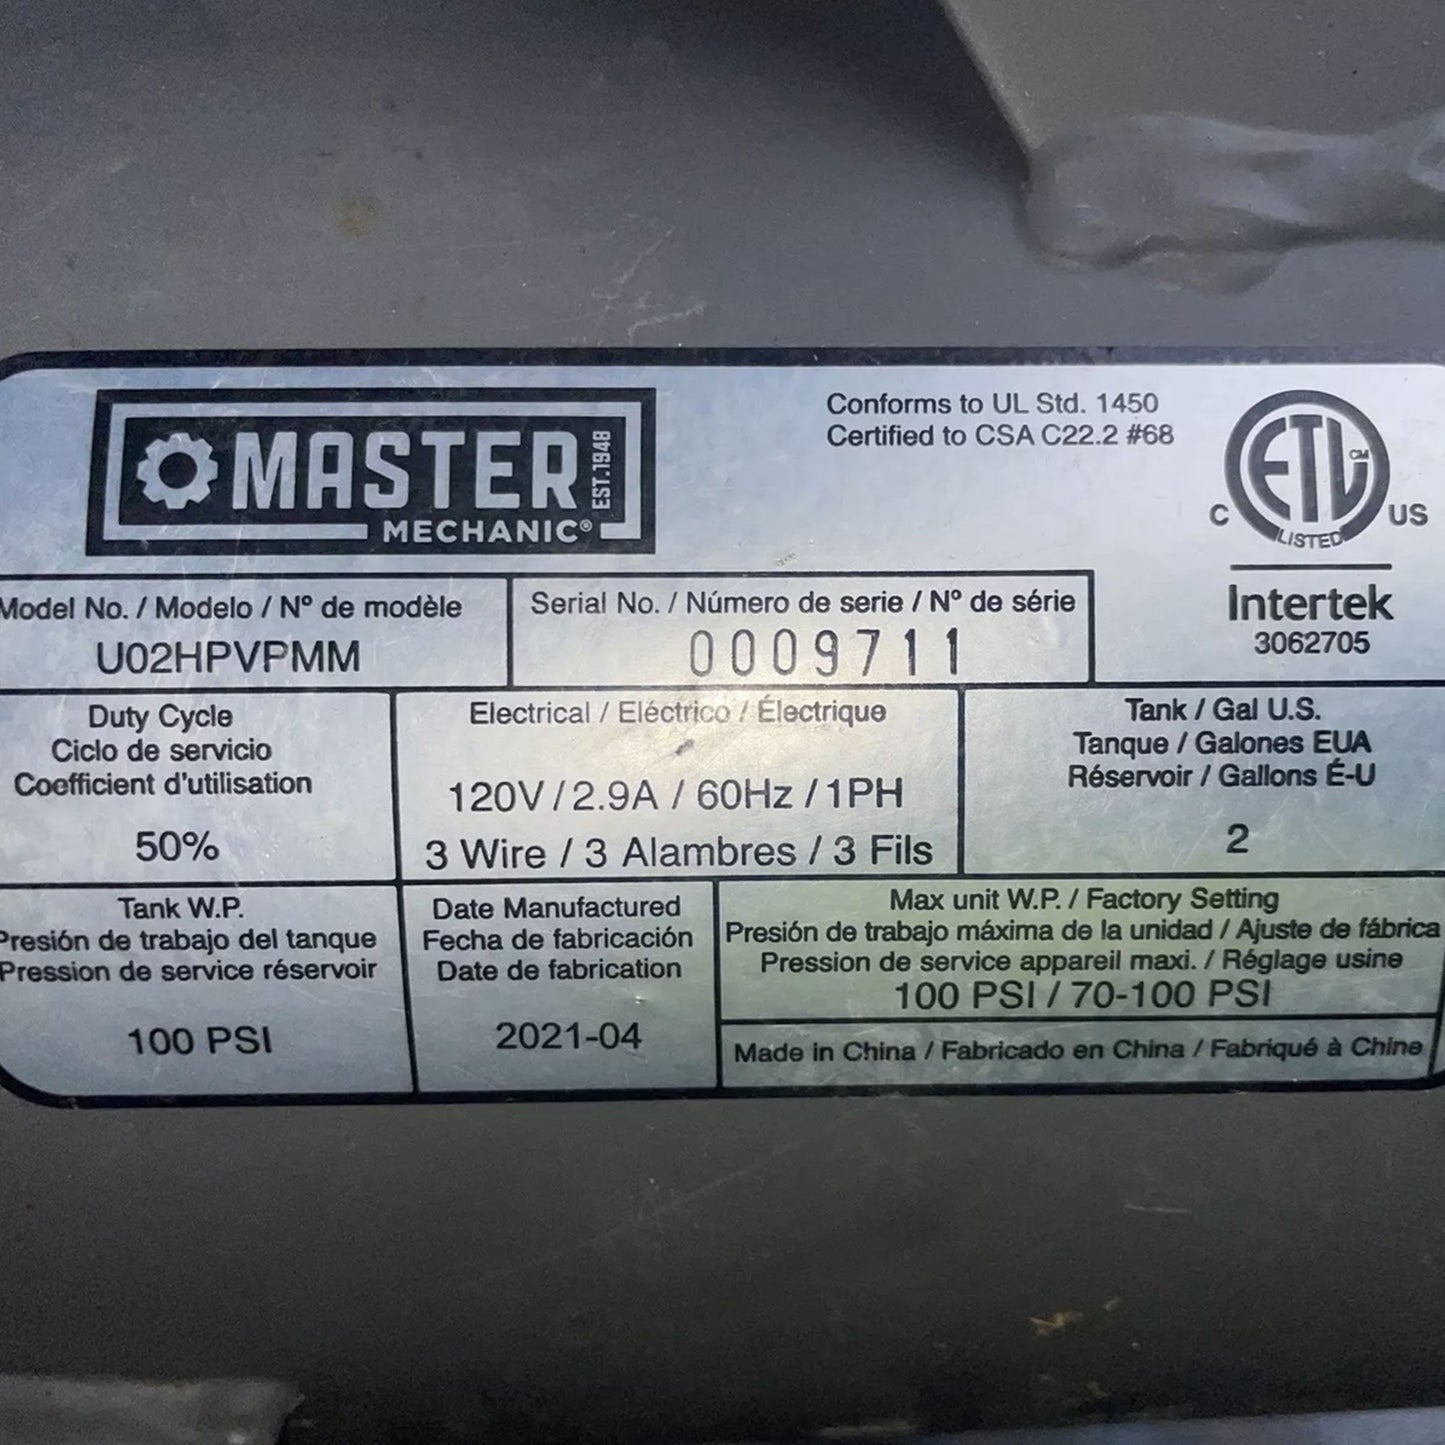 MASTER EST.1948
MECHANIC®
Conforms to UL Std. 1450
Certified to CSA C22.2 #68
ETL CM
C US
LISTED
Intertek
3062705
Model No. / Modelo / Nº de modèle
U02HPVPMM
Serial No. / Número de serie / Nº de série
0009711
Duty Cycle
Ciclo de servicio
Coefficient d'utilisation
50%
Electrical / Eléctrico / Électrique
120V / 2.9A / 60Hz / 1PH
3 Wire / 3 Alambres / 3 Fils
Tank / Gal U.S.
Tanque / Galones EUA
Réservoir / Gallons É-U
2
Tank W.P.
Presión de trabajo del tanque
Pression de service réservoir
100 PSI
Date Manufactured
Fecha de fabricación
Date de fabrication
2021-04
Max unit W.P. / Factory Setting
Presión de trabajo máxima de la unidad / Ajuste de fábrica
Pression de service appareil maxi. / Réglage usine
100 PSI / 70-100 PSI
Made in China / Fabricado en China / Fabriqué à Chine